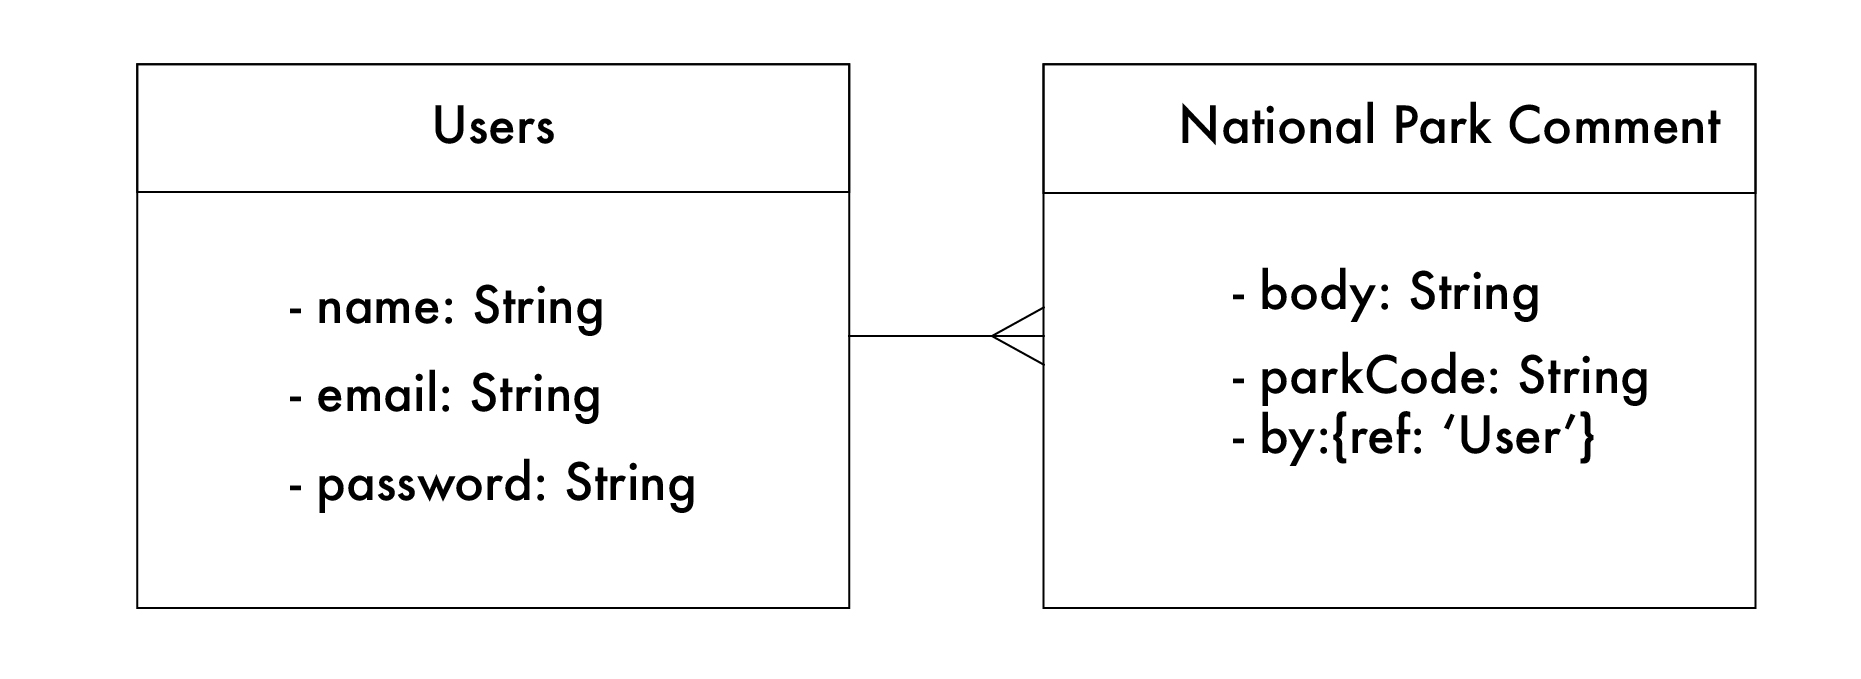 Users
- name: String
- email: String
- password: String
National Park Comment
- body: String
- parkCode: String
- by:{ref: ‘User’}